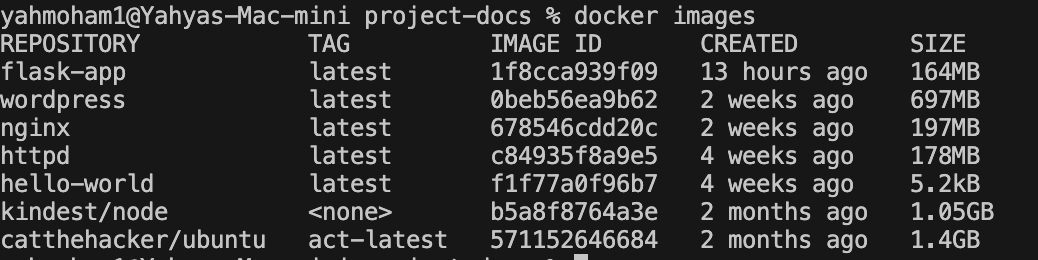 yahmoham1@Yahyas-Mac-mini project-docs % docker images
REPOSITORY TAG IMAGE ID CREATED SIZE
flask-app latest 1f8cca939f09 13 hours ago 164MB
wordpress latest 0beb56ea9b62 2 weeks ago 697MB
nginx latest 678546cdd20c 2 weeks ago 197MB
httpd latest c84935f8a9e5 4 weeks ago 178MB
hello-world latest f1f77a0f96b7 4 weeks ago 5.2kB
kindest/node <none> b5a8f8764a3e 2 months ago 1.05GB
catthehacker/ubuntu act-latest 571152646684 2 months ago 1.4GB